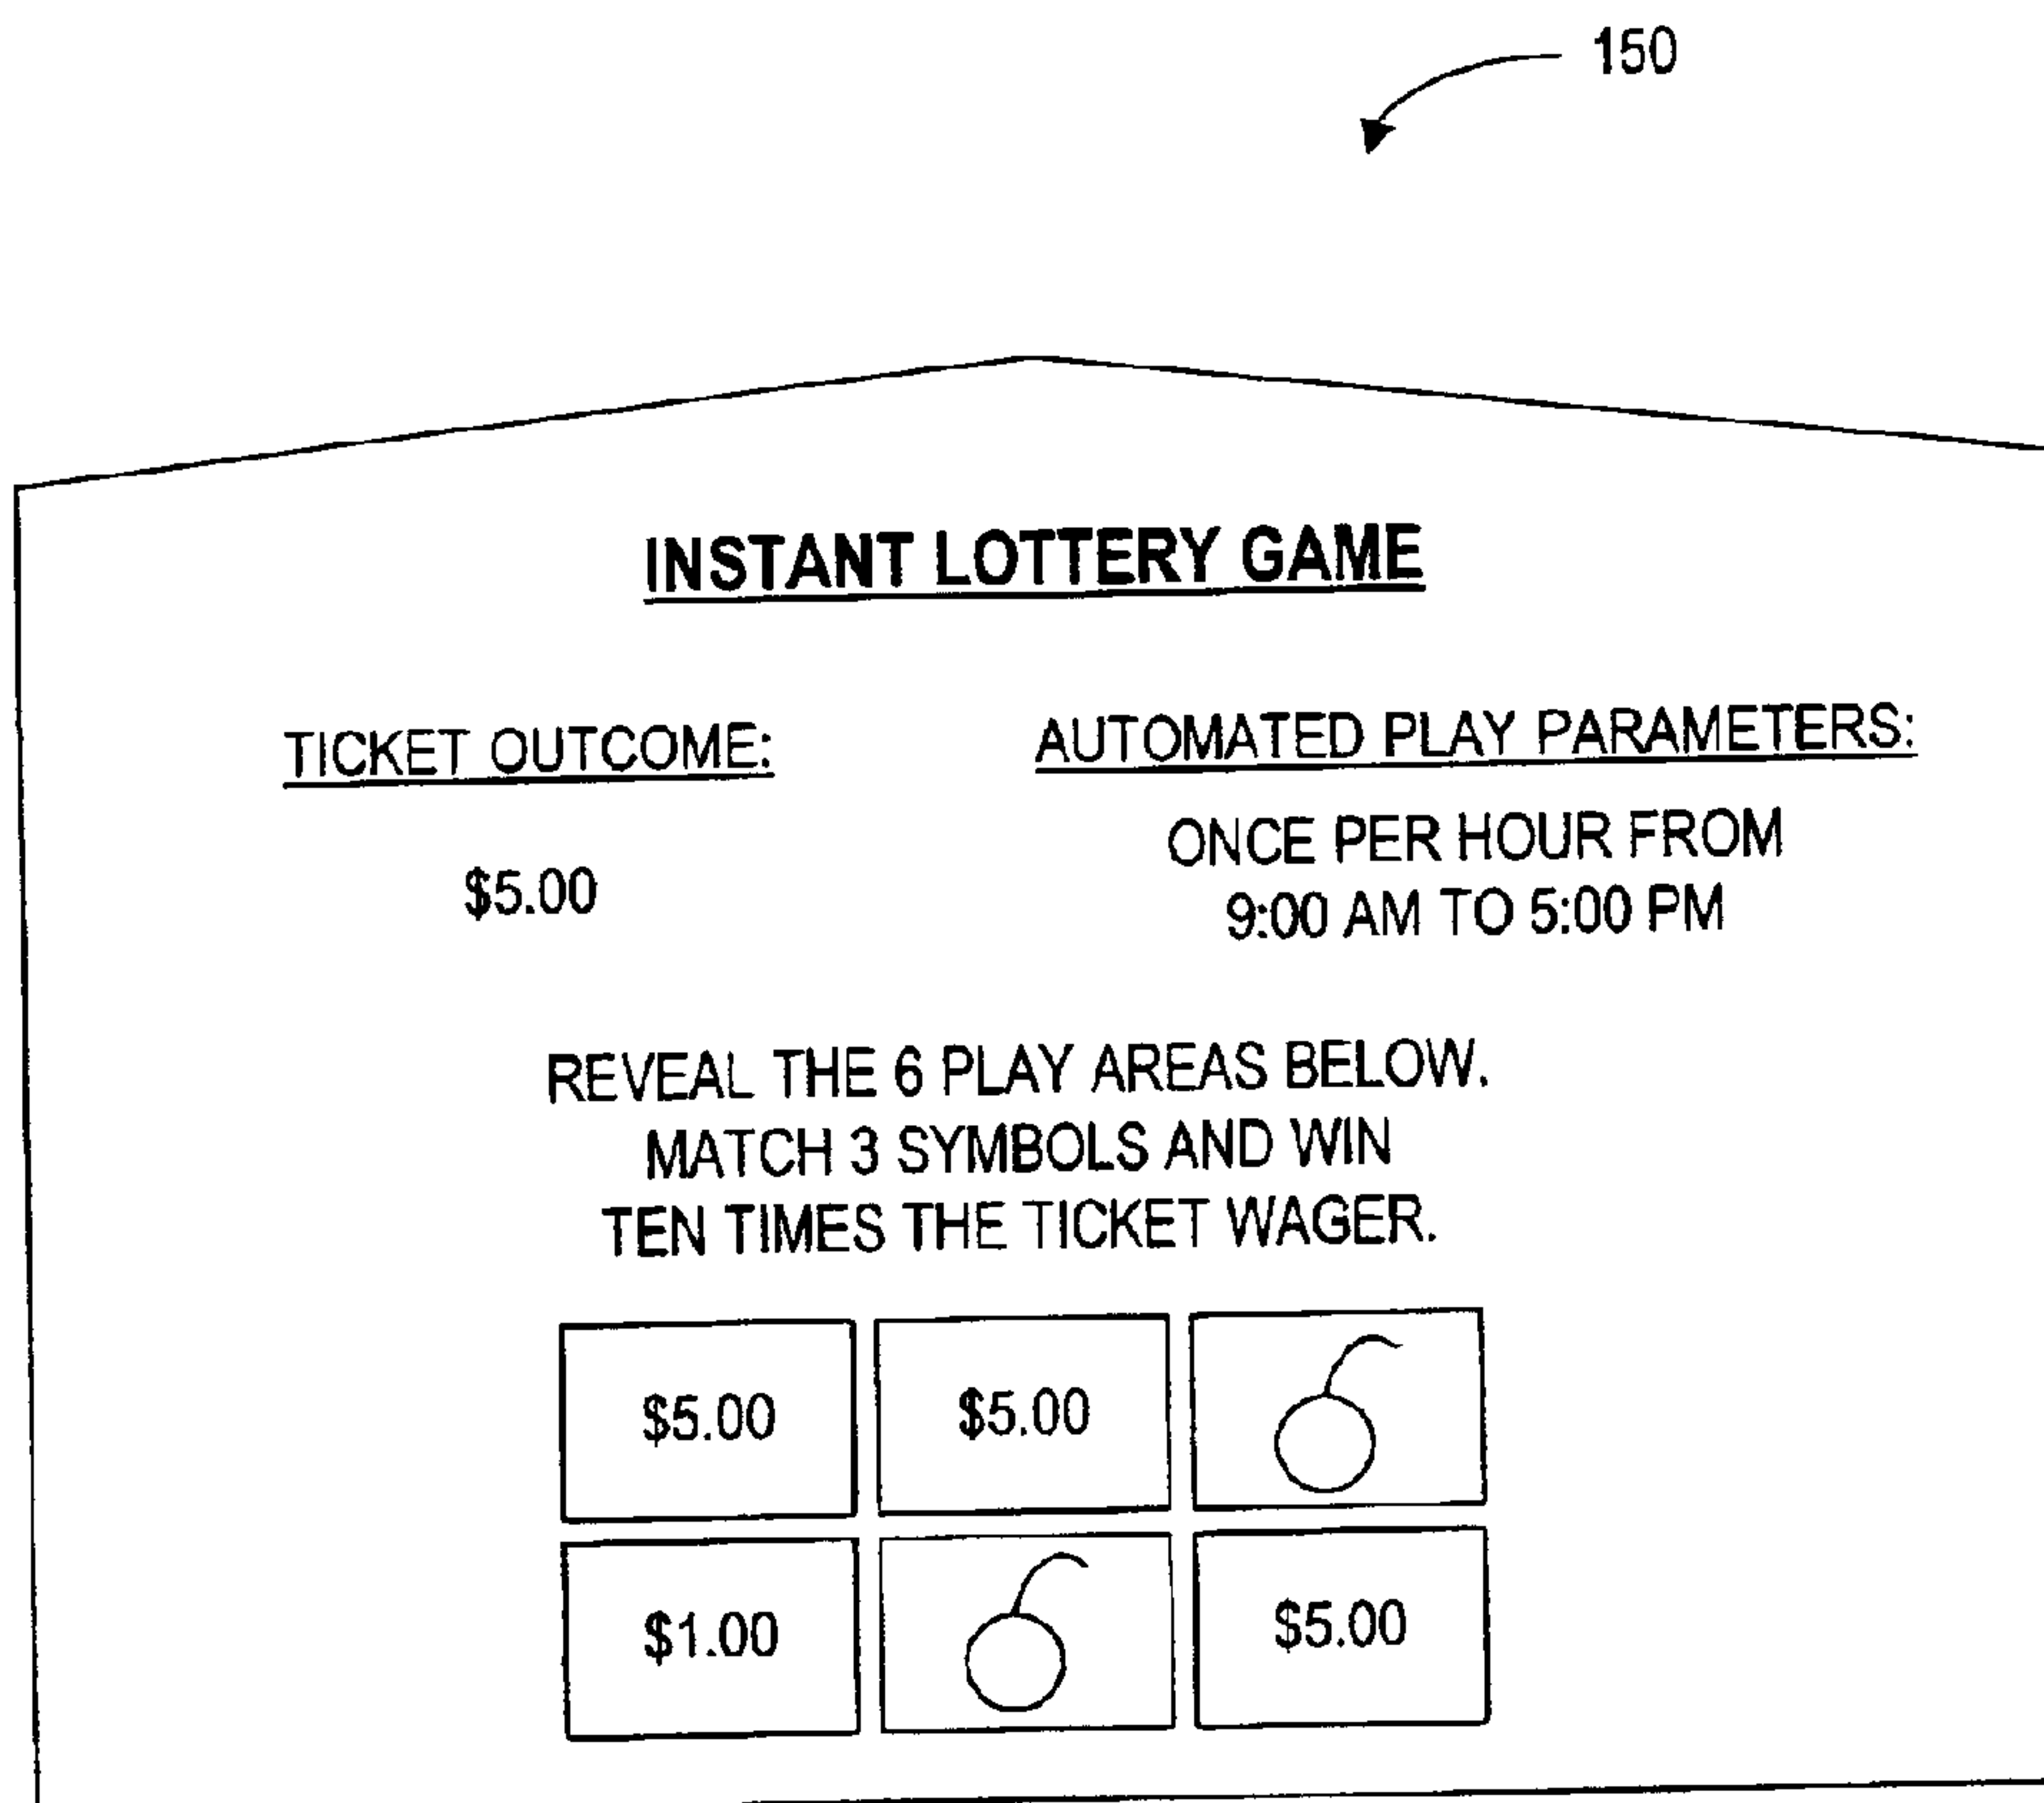 150
INSTANT LOTTERY GAME
TICKET OUTCOME:
$5.00
AUTOMATED PLAY PARAMETERS:
ONCE PER HOUR FROM
9:00 AM TO 5:00 PM
REVEAL THE 6 PLAY AREAS BELOW.
MATCH 3 SYMBOLS AND WIN
TEN TIMES THE TICKET WAGER.
$5.00 $5.00
$1.00 $5.00